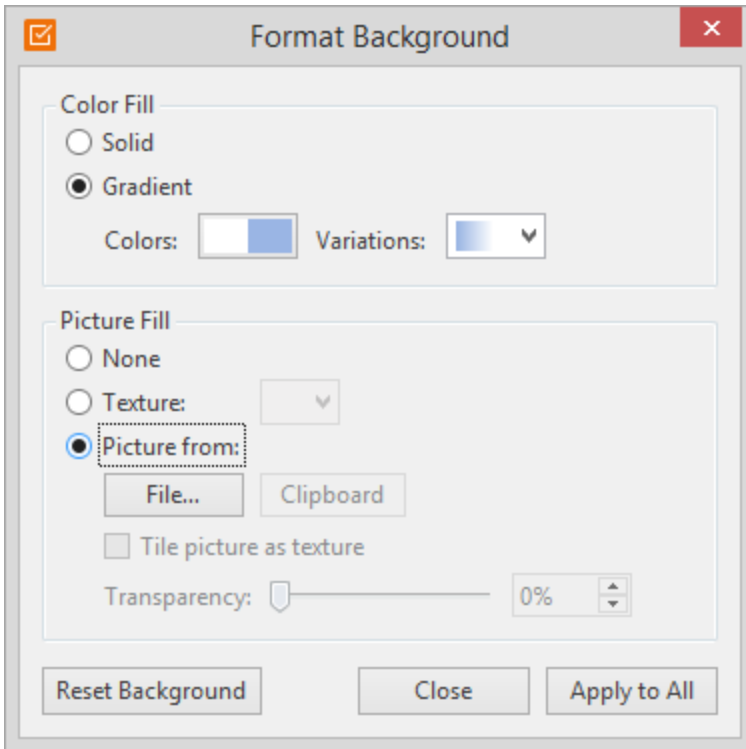 Format Background
Color Fill
Solid
Gradient
Colors: Variations:
Picture Fill
None
Texture:
Picture from:
File... Clipboard
Tile picture as texture
Transparency: 0%
Reset Background Close Apply to All